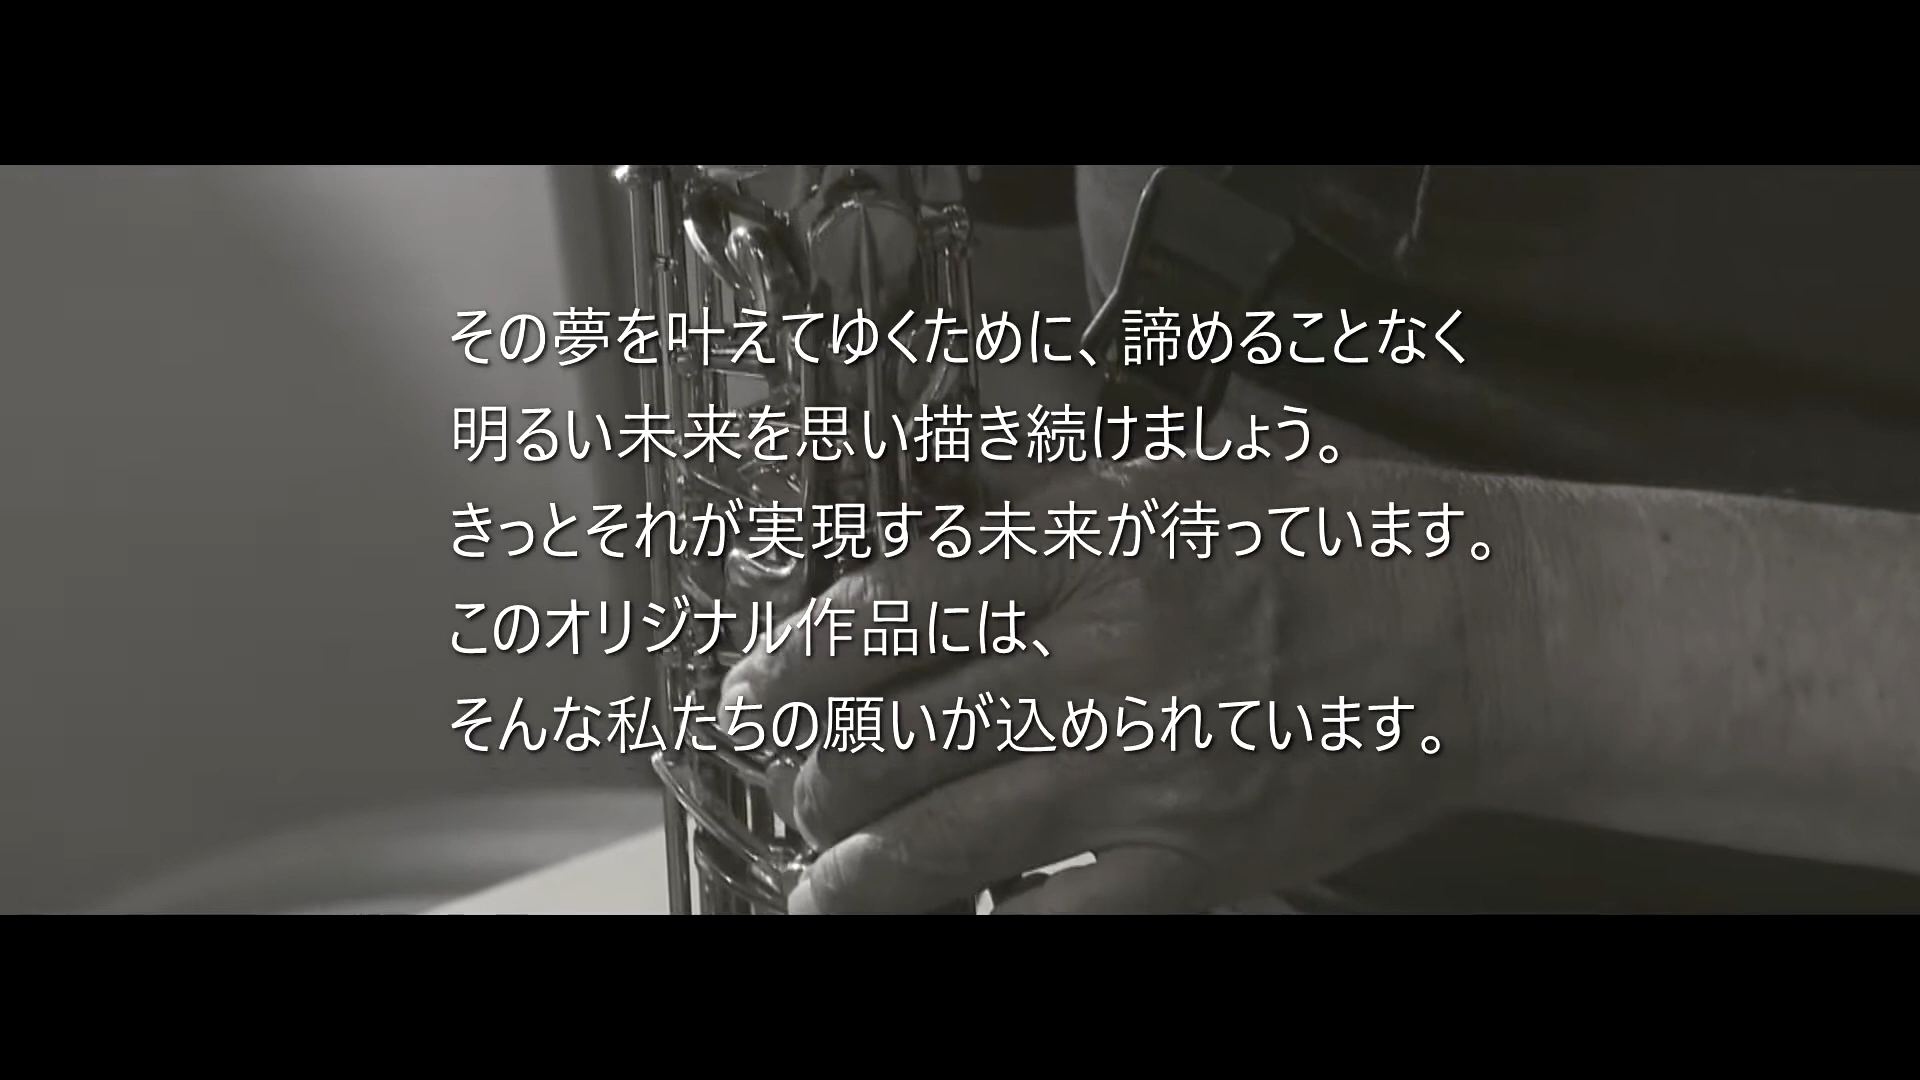 その夢を叶えてゆくために、諦めることなく
明るい未来を思い描き続けましょう。
きっとそれが実現する未来が待っています。
このオリジナル作品には、
そんな私たちの願いが込められています。